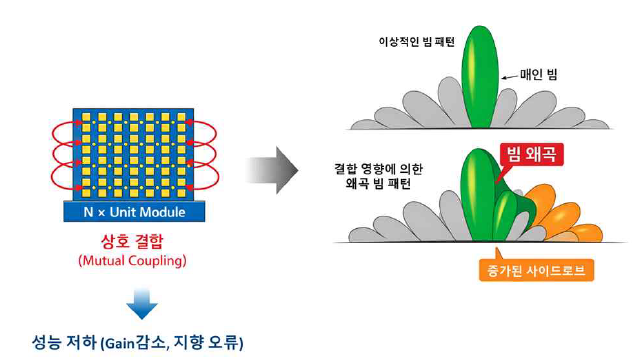 이상적인 빔 패턴
매인 빔
N × Unit Module
상호 결합
(Mutual Coupling)
성능 저하 (Gain감소, 지향 오류)
결합 영향에 의한
왜곡 빔 패턴
빔 왜곡
증가된 사이드로브